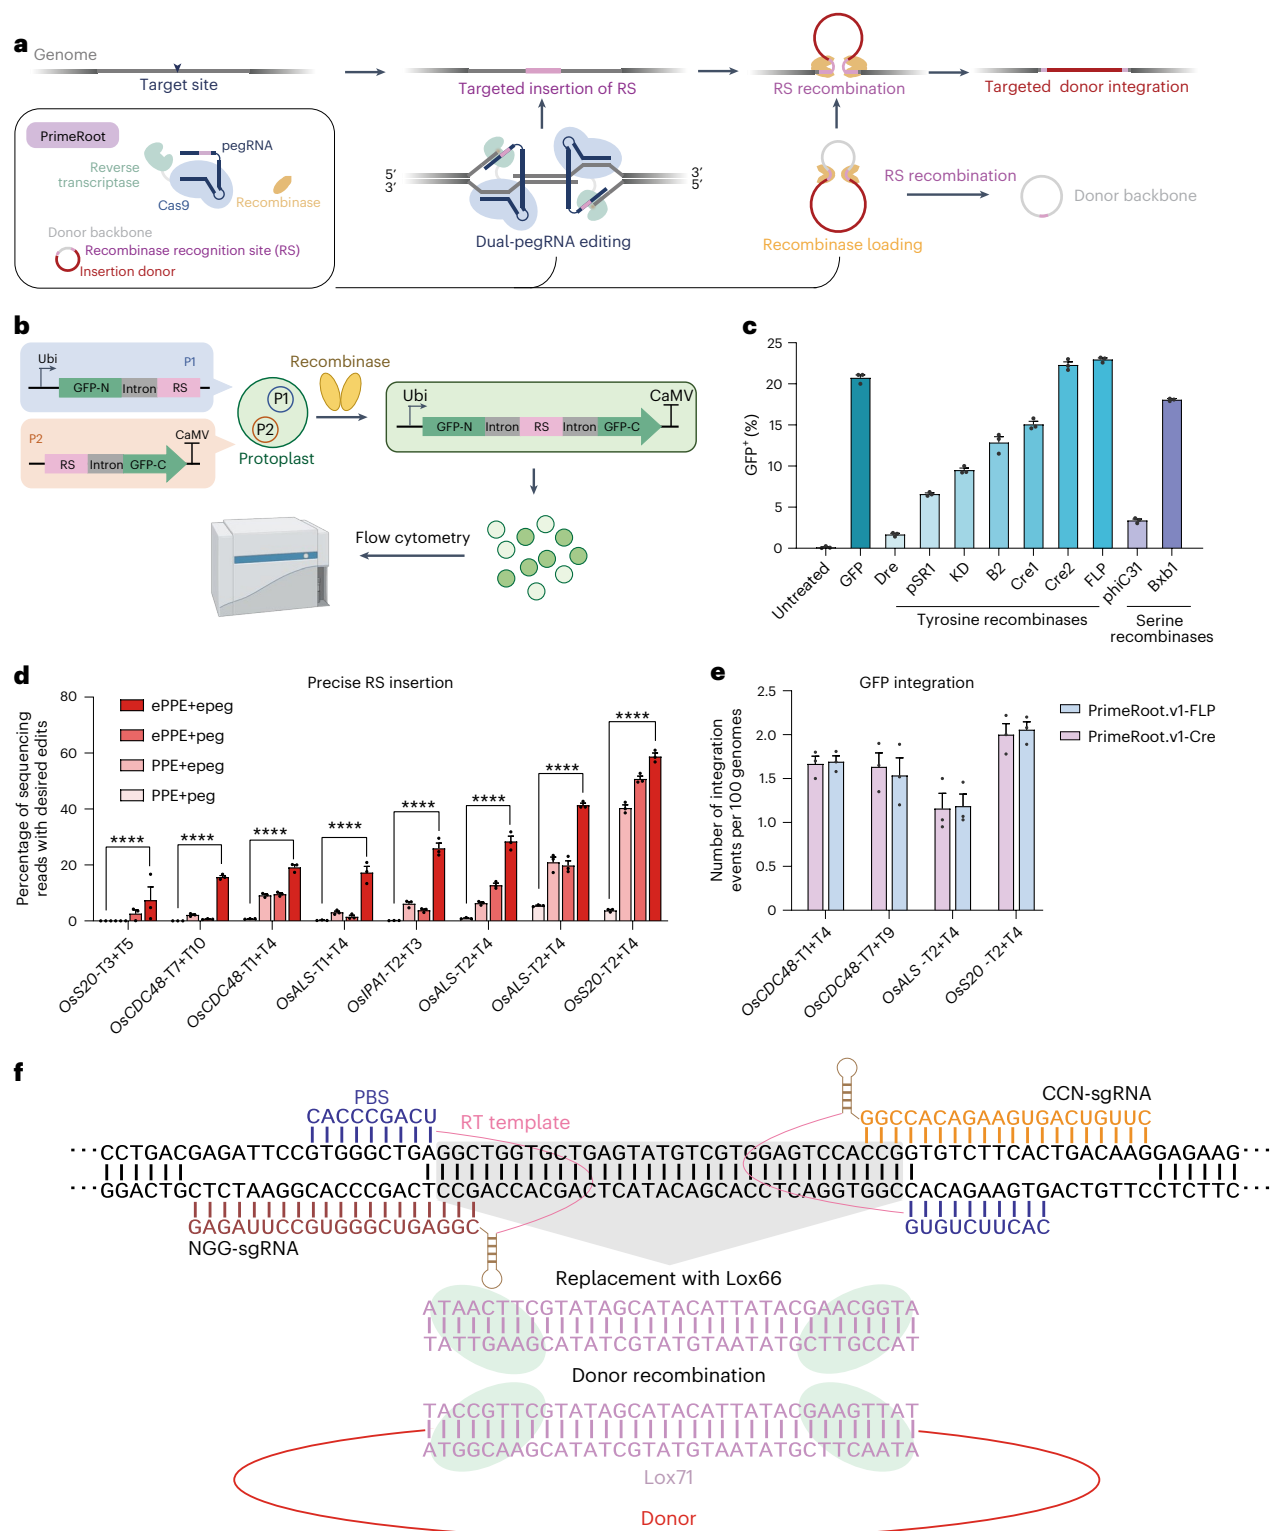 a
Genome
Target site
Targeted insertion of RS
RS recombination
Targeted donor integration
PrimeRoot
pegRNA
Reverse
transcriptase
Cas9
Recombinase
Donor backbone
Recombinase recognition site (RS)
Insertion donor
5′
3′
3′
5′
Dual-pegRNA editing
RS recombination
Donor backbone
Recombinase loading
b
Ubi
P1
GFP-N
Intron
RS
P2
CaMV
RS
Intron
GFP-C
P1
P2
Protoplast
Recombinase
Ubi
CaMV
GFP-N
Intron
RS
Intron
GFP-C
Flow cytometry
c
GFP⁺ (%)
25
20
15
10
5
0
Untreated
GFP
Dre
pSR1
KD
B2
Cre1
Cre2
FLP
phiC31
Bxb1
Tyrosine recombinases
Serine
recombinases
d
Precise RS insertion
Percentage of sequencing
reads with desired edits
80
60
40
20
0
ePPE+epeg
ePPE+peg
PPE+epeg
PPE+peg
****
****
****
****
****
****
****
****
OsS20-T3+T5
OsCDC48-T7+T10
OsCDC48-T1+T4
OsALS-T1+T4
OsIPA1-T2+T3
OsALS-T2+T4
OsALS-T2+T4
OsS20-T2+T4
e
GFP integration
Number of integration
events per 100 genomes
2.5
2.0
1.5
1.0
0.5
0
PrimeRoot.v1-FLP
PrimeRoot.v1-Cre
OsCDC48-T1+T4
OsCDC48-T7+T9
OsALS -T2+T4
OsS20 -T2+T4
f
PBS
CACCCGACU
RT template
CCN-sgRNA
GGCCACAGAAGUGACUGUUC
···CCTGACGAGATTCCGTGGGCTGAGGCTGGTGCTGAGTATGTCGTGGGAGTCCACCGGTGTCTTCACTGACAAGGAGAAG···
···GGACTGCTCTAAGGCACCCGACTCCGACCACGACTCATACAGCACCTCAGGTGGCCACAGAAGTGACTGTTCCTCTTC···
GAGAUUCCGUGGGCUGAGGC
GUGUCUUCAC
NGG-sgRNA
Replacement with Lox66
ATAACTTCGTATAGCATACATTATACGAACGGTA
TATTGAAGCATATCGTATGTAATATGCTTGCCAT
Donor recombination
TACCGTTCGTATAGCATACATTATACGAAGTTAT
ATGGCAAGCATATCGTATGTAATATGCTTCAATA
Lox71
Donor